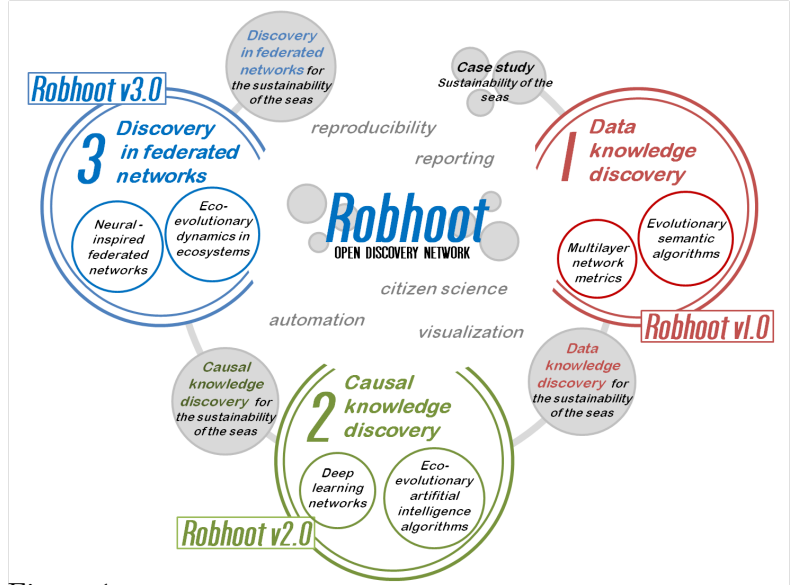 Discovery
in federated
networks for
the sustainability
of the seas
Case study
Sustainability of the
seas
Robhoot v3.0
3
Discovery
in federated
networks
Neural-
inspired
federated
networks
Eco-
evolutionary
dynamics in
ecosystems
reproducibility
reporting
1
Data
knowledge
discovery
Multilayer
network
metrics
Evolutionary
semantic
algorithms
Robhoot v1.0
Robhoot
OPEN DISCOVERY NETWORK
citizen science
automation
visualization
Causal
knowledge
discovery for
the sustainability
of the seas
Data
knowledge
discovery for
the sustainability
of the seas
2
Causal
knowledge
discovery
Deep
learning
networks
Eco-
evolutionary
artifitial
intelligence
algorithms
Robhoot v2.0